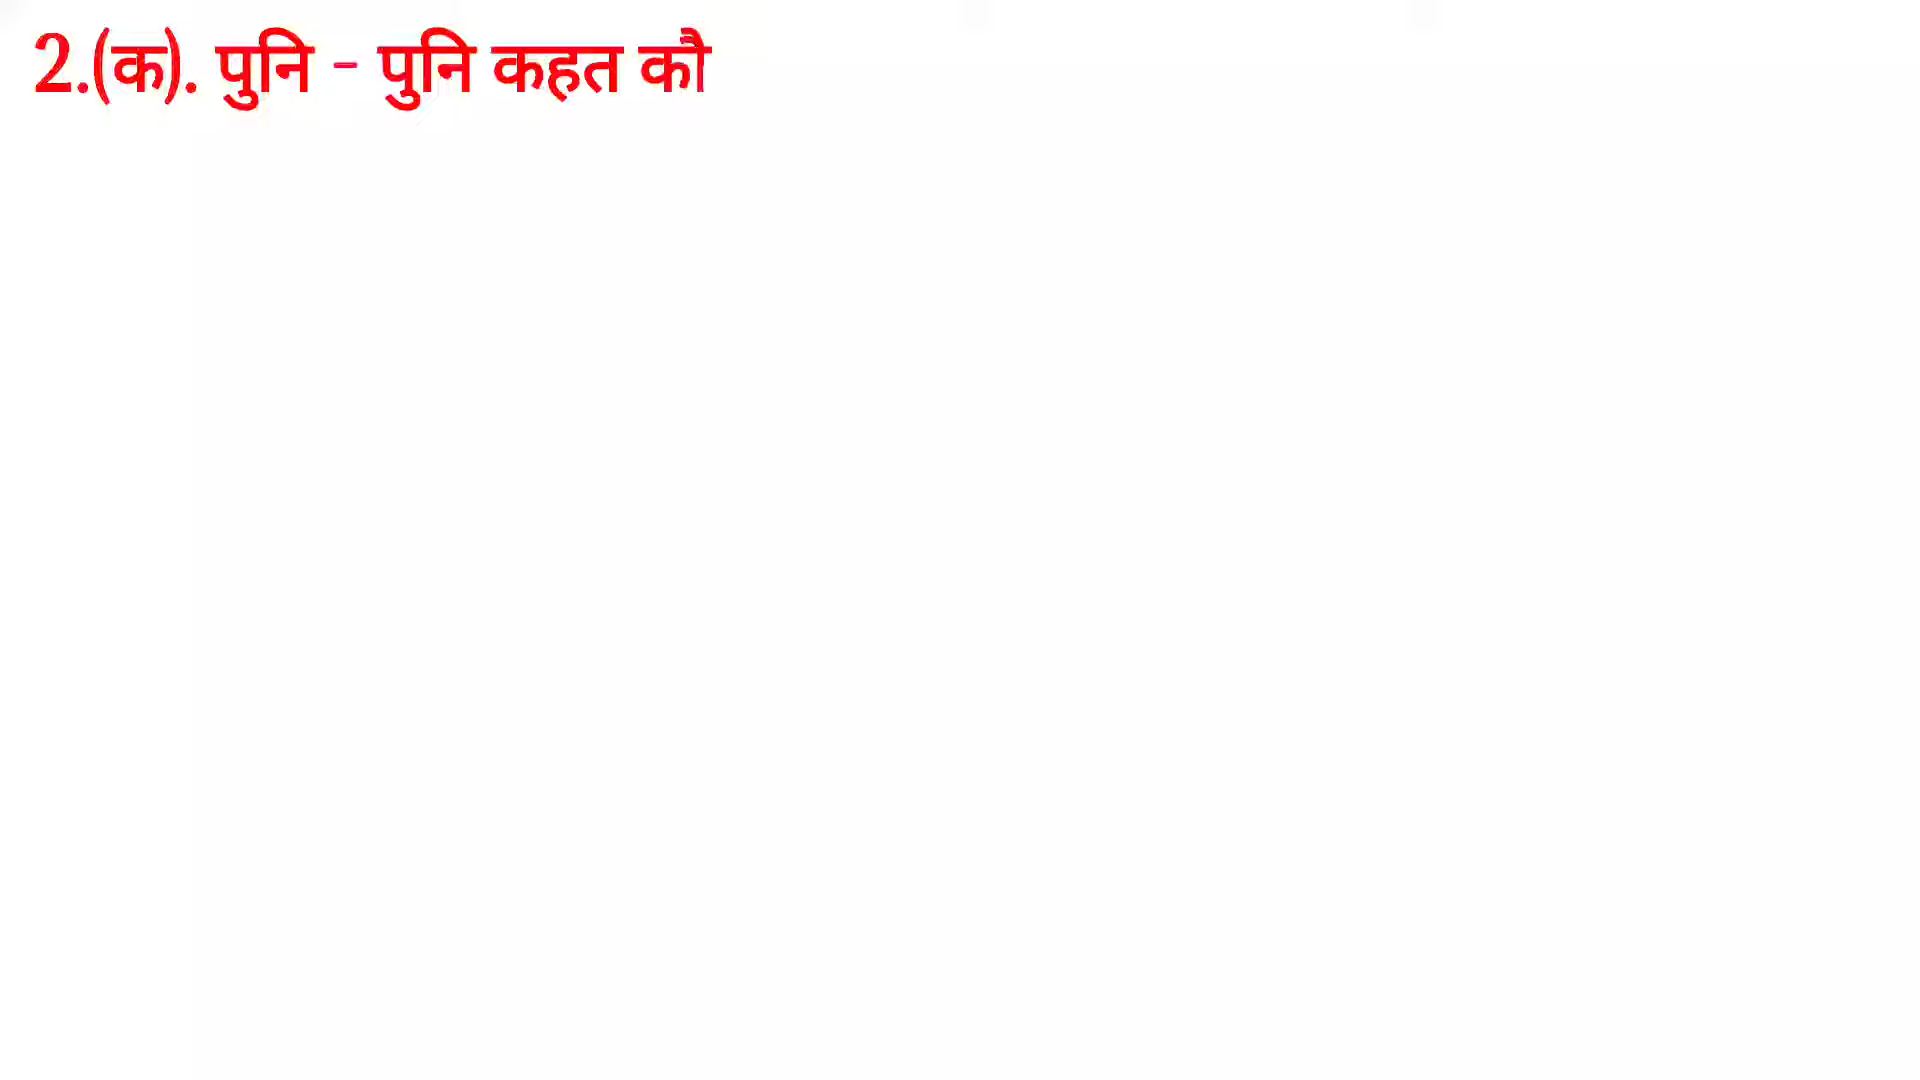 2.(क). पुनि - पुनि कहत कौ